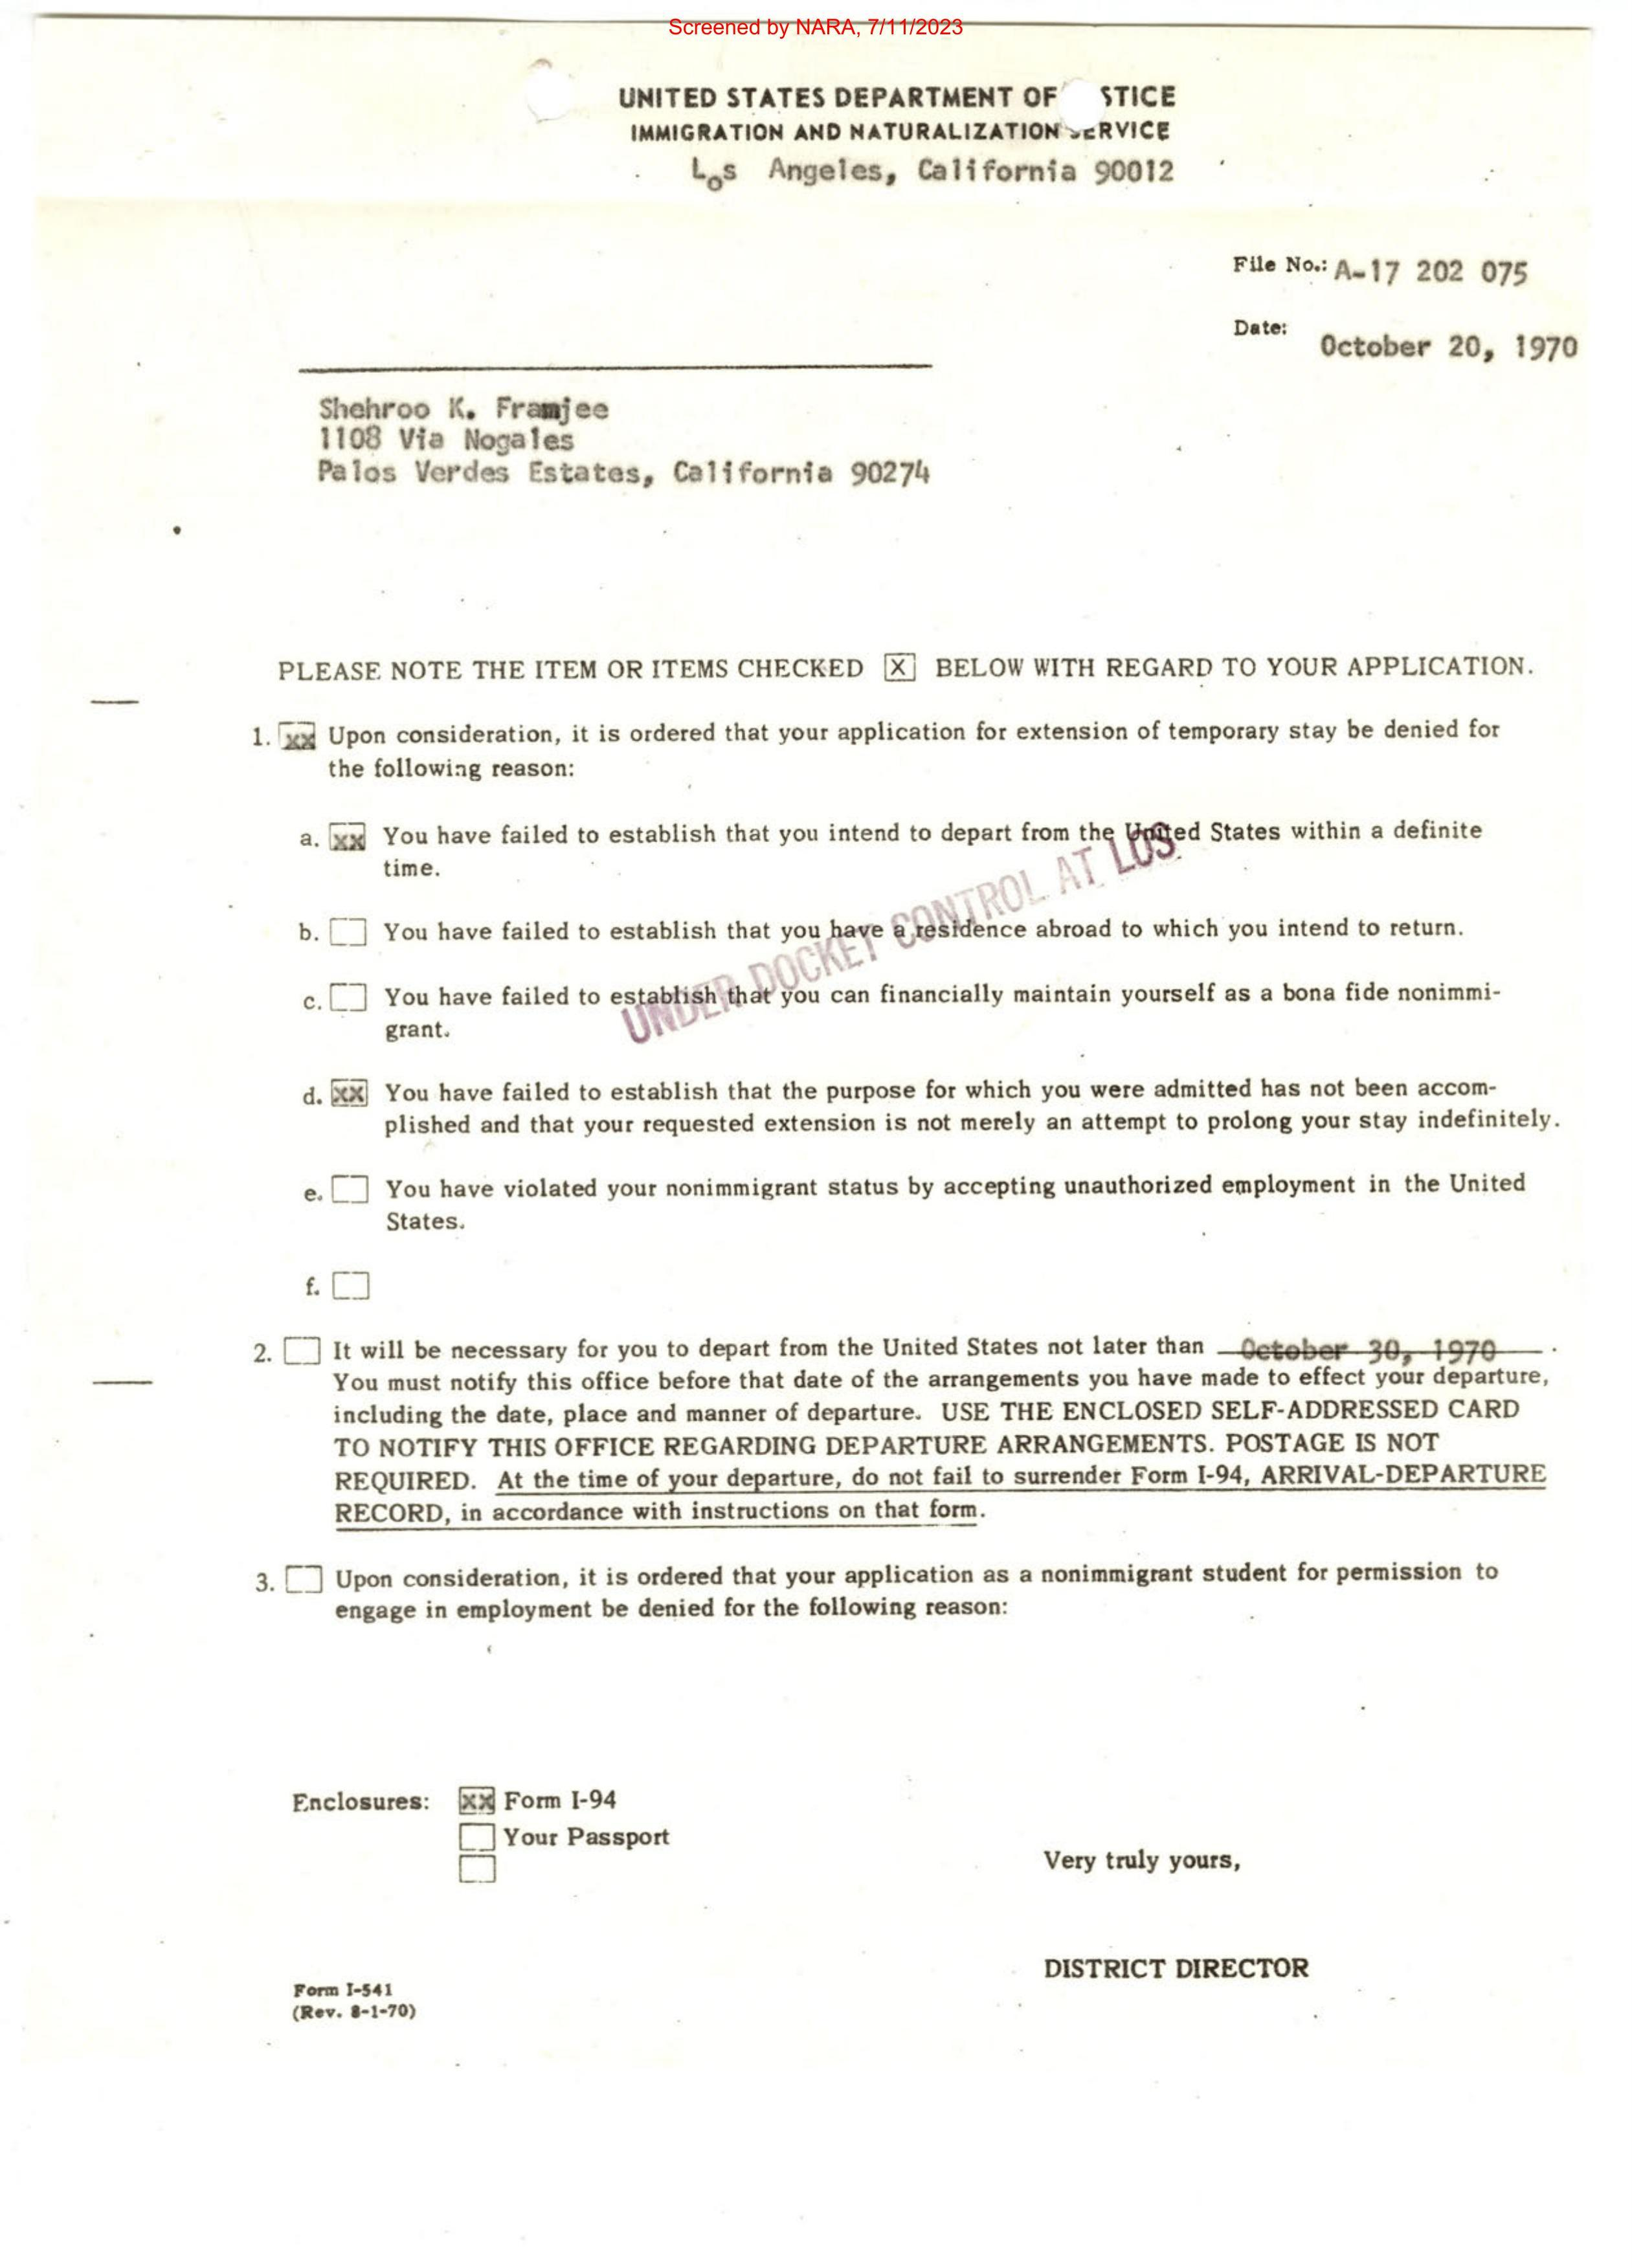 Screened by NARA, 7/11/2023
UNITED STATES DEPARTMENT OF STICE
IMMIGRATION AND NATURALIZATION SERVICE
Los Angeles, California 90012
File No.: A-17 202 075
Date: October 20, 1970
Shehroo K. Framjee
1108 Via Nogales
Palos Verdes Estates, California 90274
PLEASE NOTE THE ITEM OR ITEMS CHECKED X BELOW WITH REGARD TO YOUR APPLICATION.
1. xx Upon consideration, it is ordered that your application for extension of temporary stay be denied for
the following reason:
a. xx You have failed to establish that you intend to depart from the United States within a definite
time.
UNDER DOCKET CONTROL AT LOS
b. You have failed to establish that you have a residence abroad to which you intend to return.
c. You have failed to establish that you can financially maintain yourself as a bona fide nonimmi-
grant.
d. xx You have failed to establish that the purpose for which you were admitted has not been accom-
plished and that your requested extension is not merely an attempt to prolong your stay indefinitely.
e. You have violated your nonimmigrant status by accepting unauthorized employment in the United
States.
f.
2. It will be necessary for you to depart from the United States not later than October 30, 1970.
You must notify this office before that date of the arrangements you have made to effect your departure,
including the date, place and manner of departure. USE THE ENCLOSED SELF-ADDRESSED CARD
TO NOTIFY THIS OFFICE REGARDING DEPARTURE ARRANGEMENTS. POSTAGE IS NOT
REQUIRED. At the time of your departure, do not fail to surrender Form I-94, ARRIVAL-DEPARTURE
RECORD, in accordance with instructions on that form.
3. Upon consideration, it is ordered that your application as a nonimmigrant student for permission to
engage in employment be denied for the following reason:
Enclosures: xx Form I-94
Your Passport
Very truly yours,
DISTRICT DIRECTOR
Form I-541
(Rev. 8-1-70)